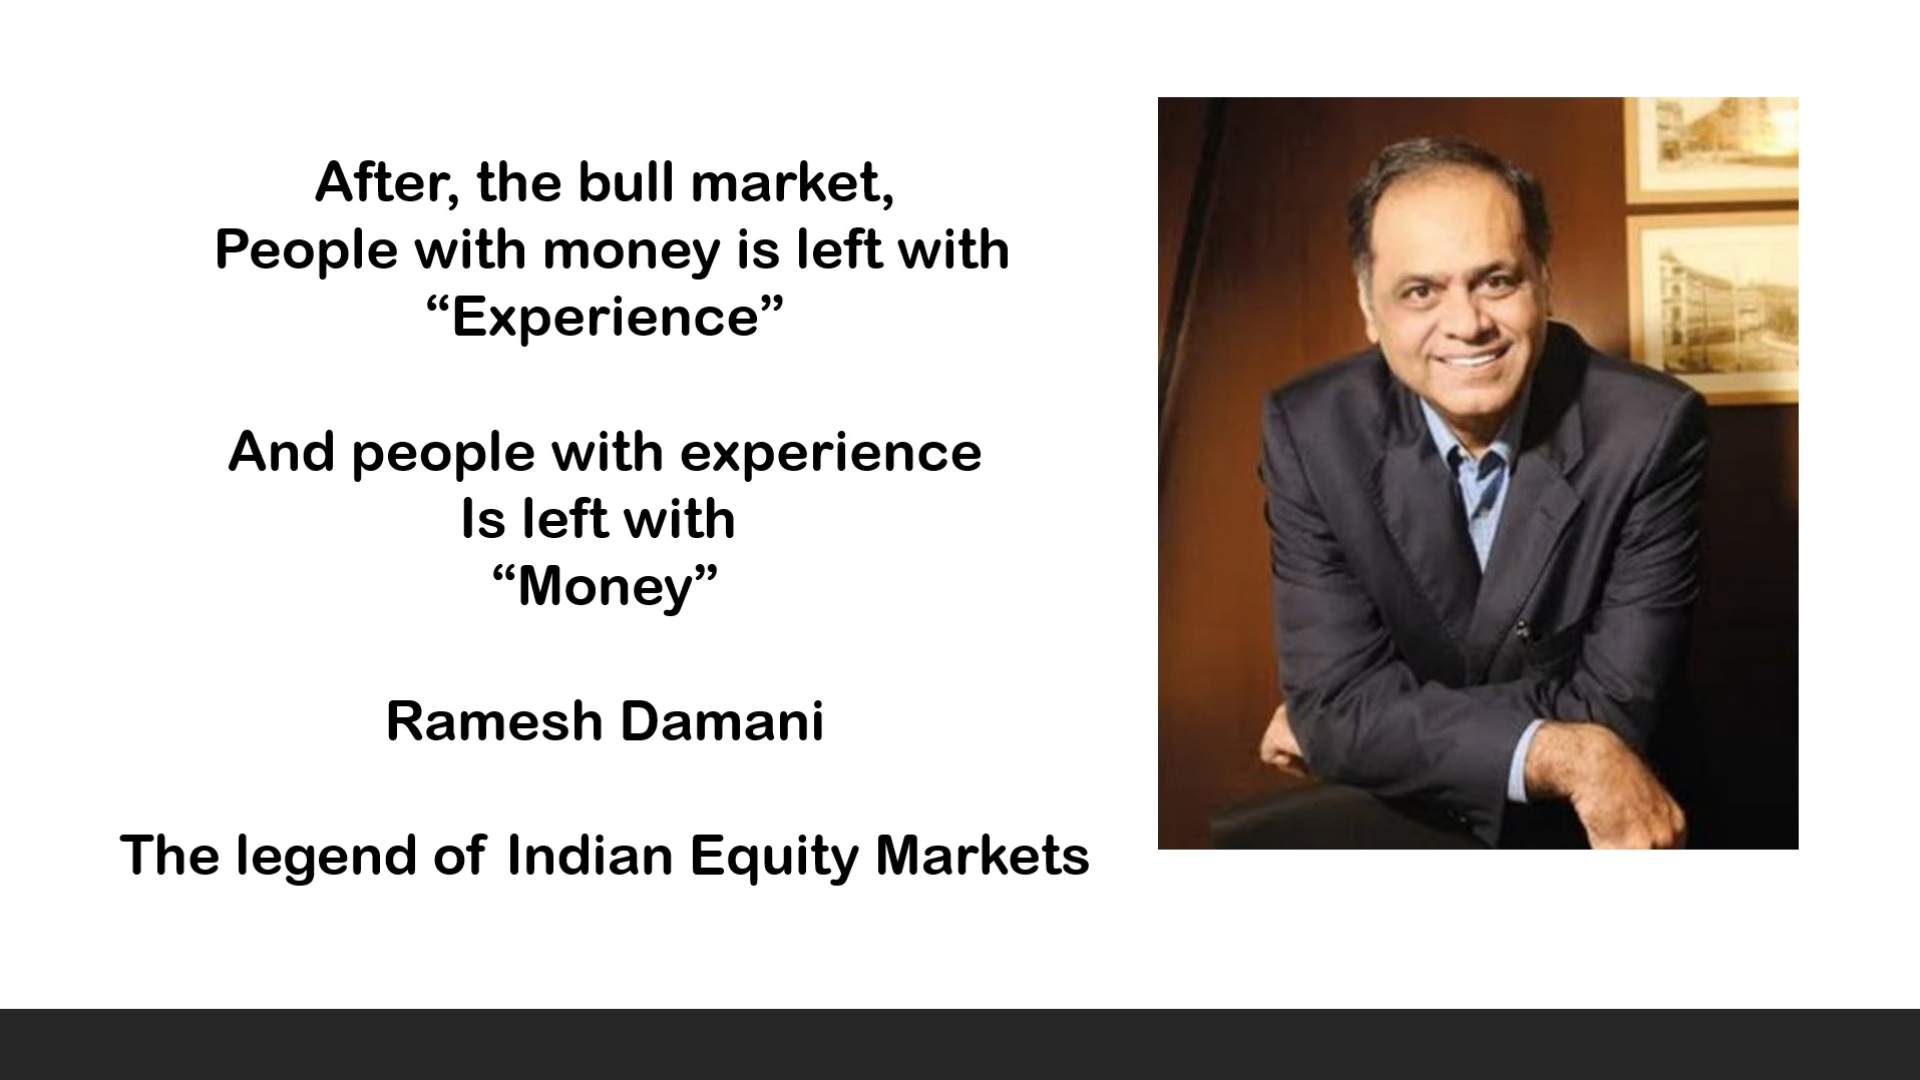 After, the bull market,
People with money is left with
“Experience”
And people with experience
Is left with
“Money”
Ramesh Damani
The legend of Indian Equity Markets